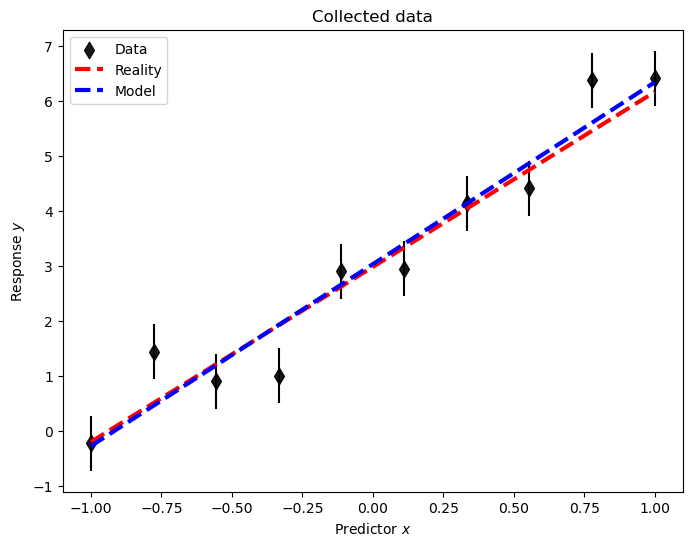 Collected data
Data
Reality
Model
7
6
5
4
3
2
1
0
−1
Response y
−1.00 −0.75 −0.50 −0.25 0.00 0.25 0.50 0.75 1.00
Predictor x